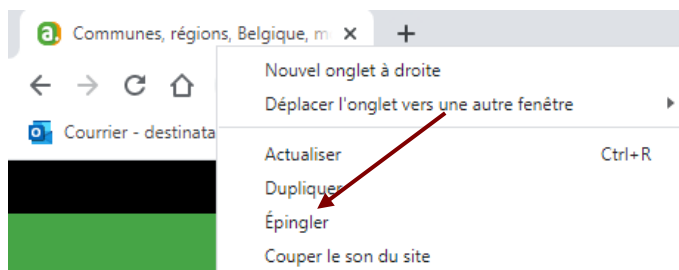 a. Communes, régions, Belgique, m
Nouvel onglet à droite
Déplacer l'onglet vers une autre fenêtre
Courrier - destinata
Actualiser Ctrl+R
Dupliquer
Épingler
Couper le son du site